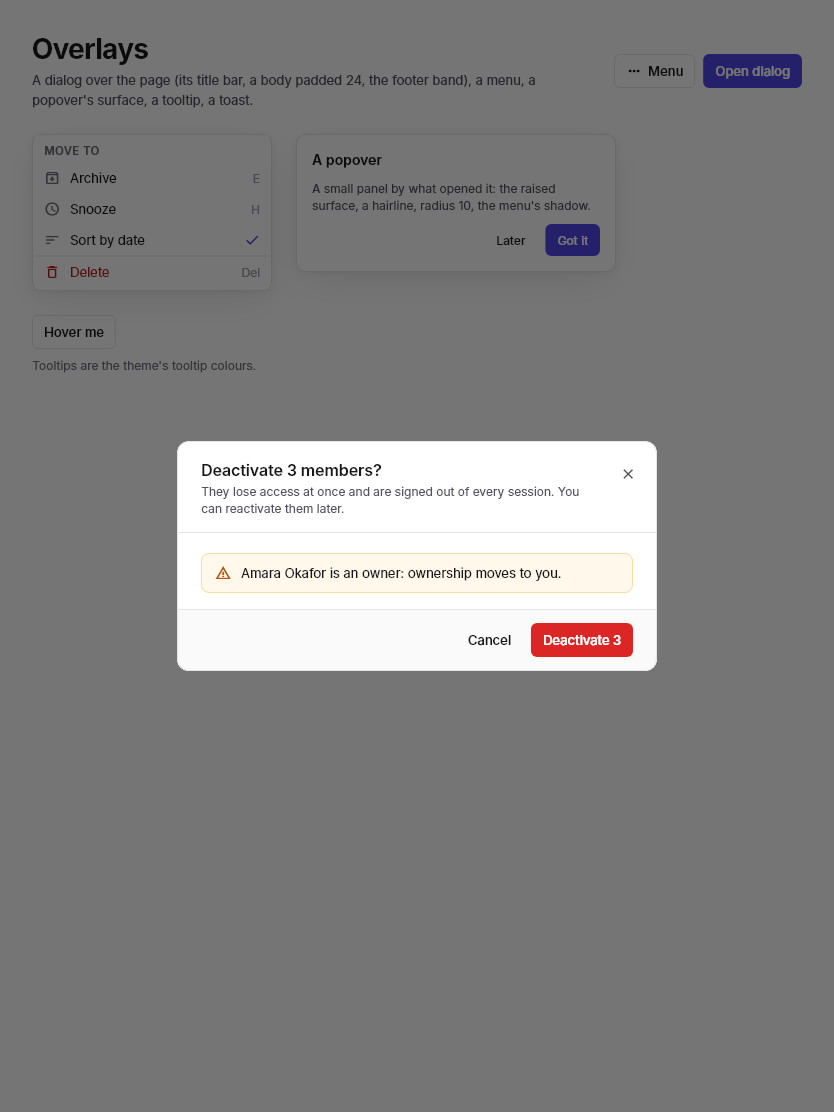 Overlays
A dialog over the page (its title bar, a body padded 24, the footer band), a menu, a
popover's surface, a tooltip, a toast.
Menu
Open dialog
MOVE TO
Archive E
Snooze H
Sort by date
Delete Del
A popover
A small panel by what opened it: the raised
surface, a hairline, radius 10, the menu's shadow.
Later
Got it
Hover me
Tooltips are the theme's tooltip colours.
Deactivate 3 members?
They lose access at once and are signed out of every session. You
can reactivate them later.
Amara Okafor is an owner: ownership moves to you.
Cancel
Deactivate 3